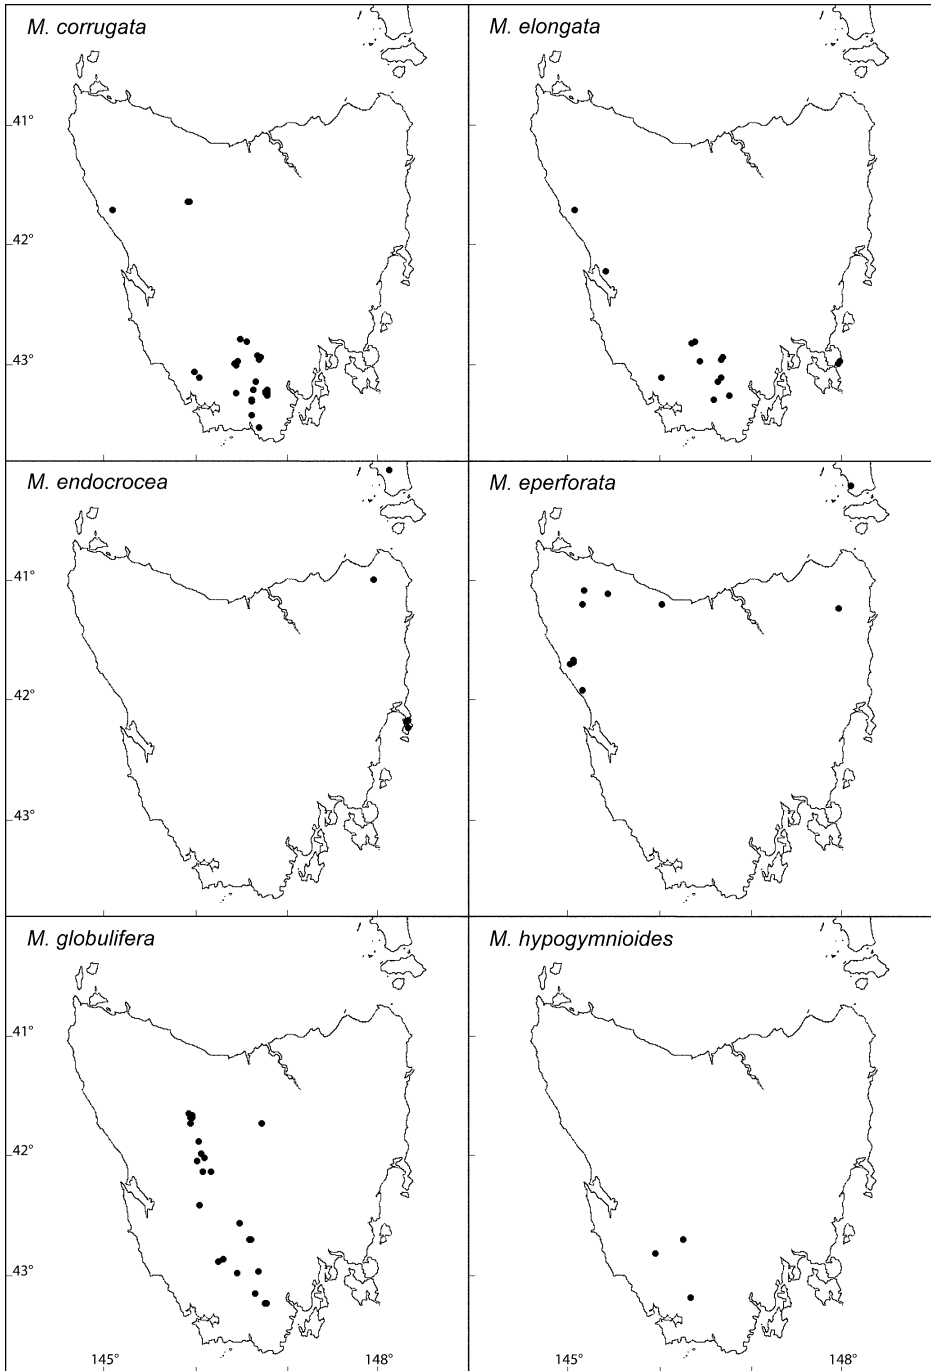 M. corrugata
M. elongata
41°
42°
43°
M. endocrocea
M. eperforata
41°
42°
43°
M. globulifera
M. hypogymnioides
41°
42°
43°
145°
148°
145°
148°